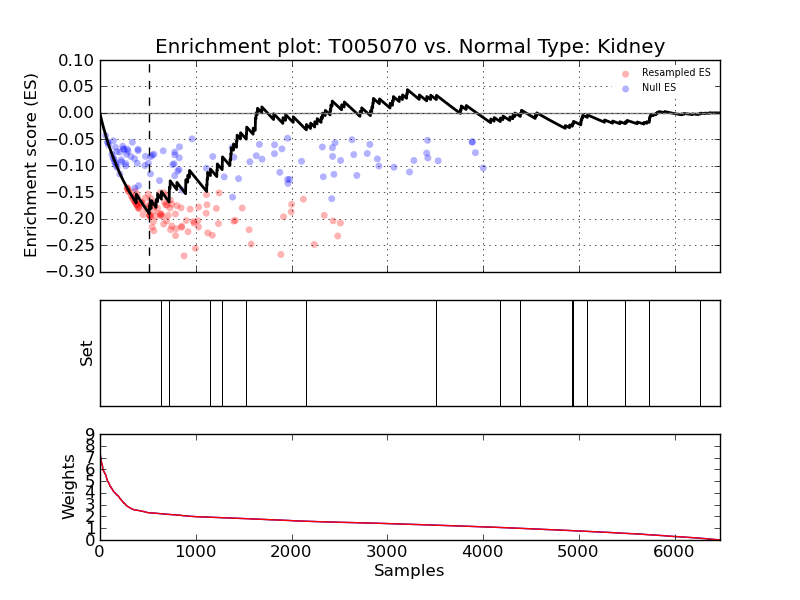 Enrichment plot: T005070 vs. Normal Type: Kidney
Enrichment score (ES)
0.10
0.05
0.00
−0.05
−0.10
−0.15
−0.20
−0.25
−0.30
Resampled ES
Null ES
Set
Weights
9
8
7
6
5
4
3
2
1
0
0 1000 2000 3000 4000 5000 6000
Samples